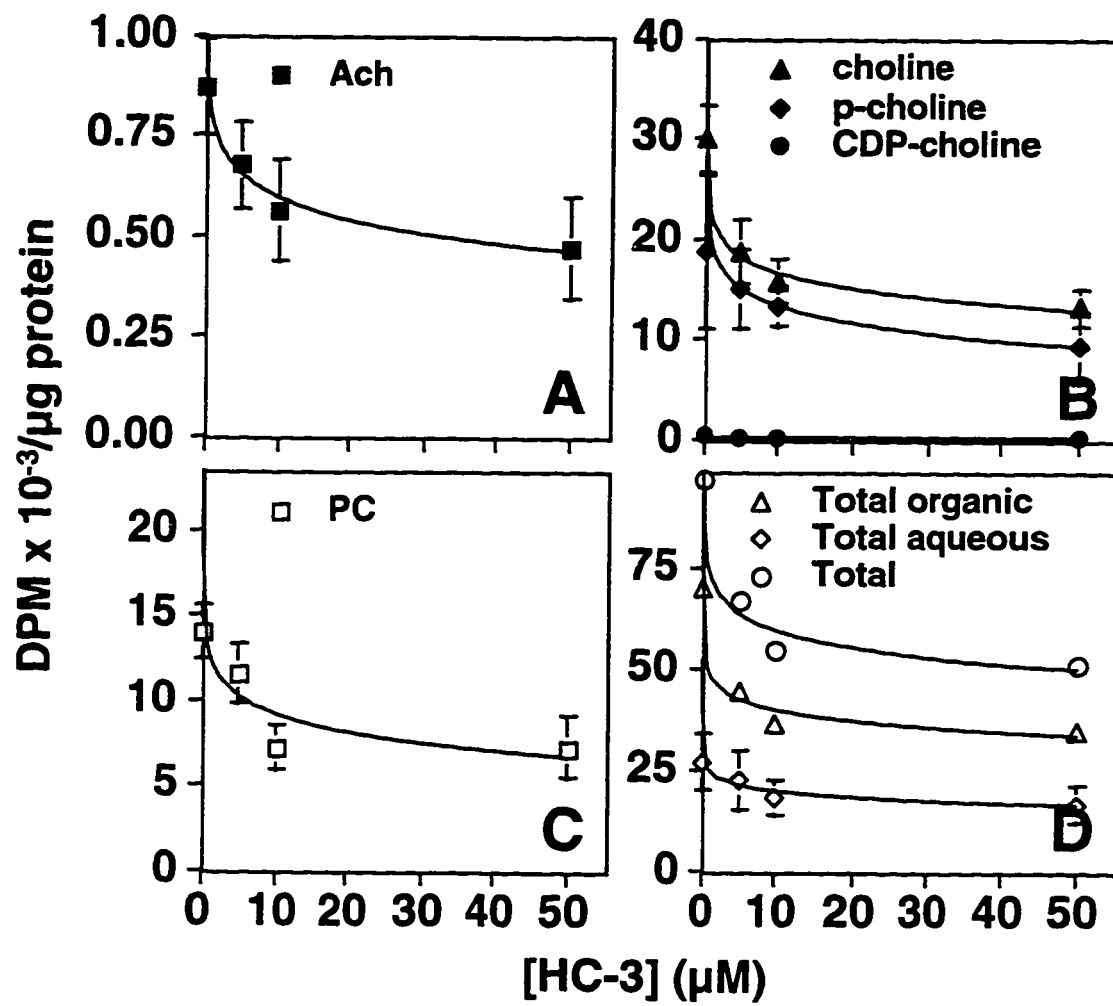 DPM x 10⁻³/µg protein
1.00
0.75
0.50
0.25
0.00
Ach
A
40
30
20
10
0
choline
p-choline
CDP-choline
B
20
15
10
5
0
PC
C
0 10 20 30 40 50
75
50
25
0
Total organic
Total aqueous
Total
D
0 10 20 30 40 50
[HC-3] (µM)